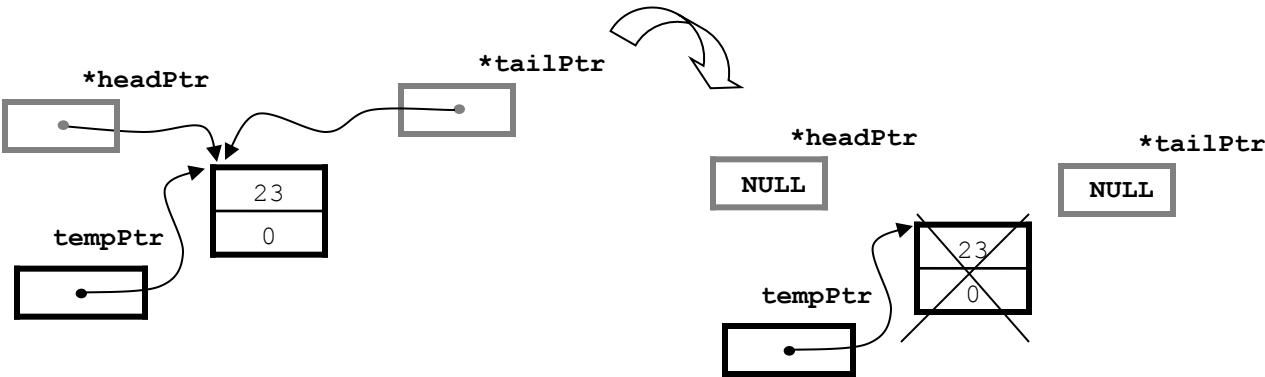 *headPtr
*tailPtr
23
0
tempPtr
*headPtr
*tailPtr
NULL
NULL
23
0
tempPtr